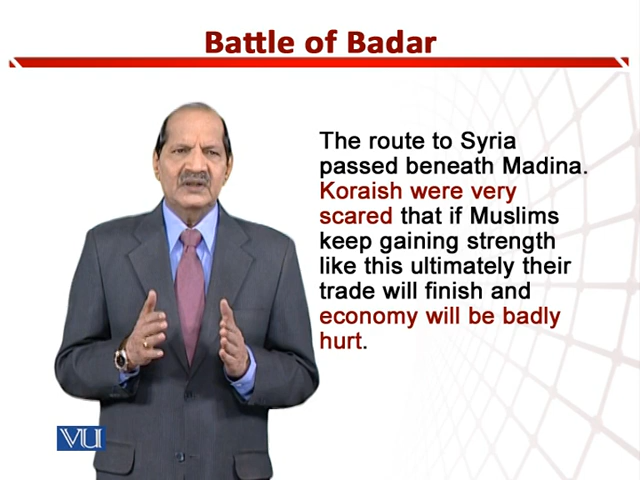 Battle of Badar
The route to Syria
passed beneath Madina.
Koraish were very
scared that if Muslims
keep gaining strength
like this ultimately their
trade will finish and
economy will be badly
hurt.
VU